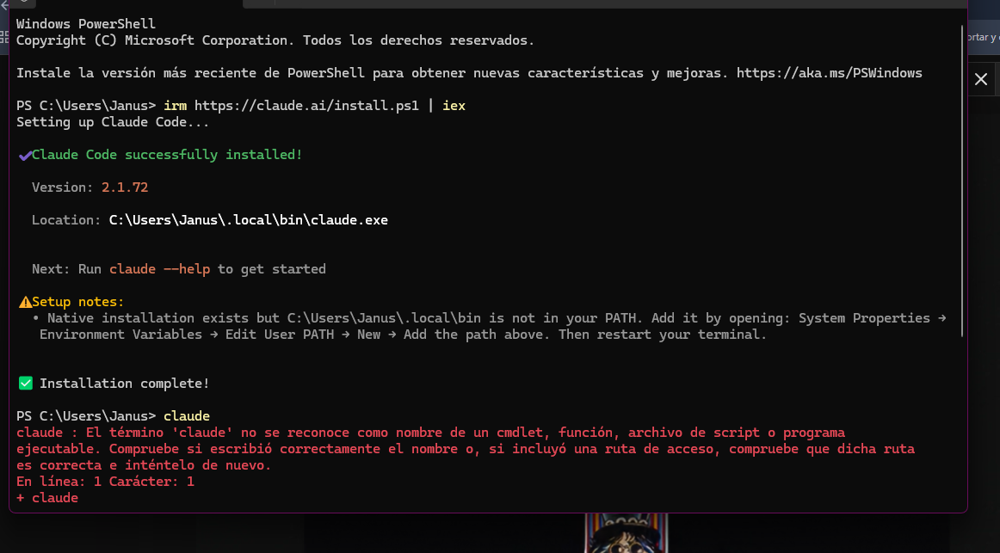 Windows PowerShell
Copyright (C) Microsoft Corporation. Todos los derechos reservados.
Instale la versión más reciente de PowerShell para obtener nuevas características y mejoras. https://aka.ms/PSWindows
PS C:\Users\Janus> irm https://claude.ai/install.ps1 | iex
Setting up Claude Code...
✔Claude Code successfully installed!
Version: 2.1.72
Location: C:\Users\Janus\.local\bin\claude.exe
Next: Run claude --help to get started
⚠Setup notes:
• Native installation exists but C:\Users\Janus\.local\bin is not in your PATH. Add it by opening: System Properties →
Environment Variables → Edit User PATH → New → Add the path above. Then restart your terminal.
✅ Installation complete!
PS C:\Users\Janus> claude
claude : El término 'claude' no se reconoce como nombre de un cmdlet, función, archivo de script o programa
ejecutable. Compruebe si escribió correctamente el nombre o, si incluyó una ruta de acceso, compruebe que dicha ruta
es correcta e inténtelo de nuevo.
En línea: 1 Carácter: 1
+ claude